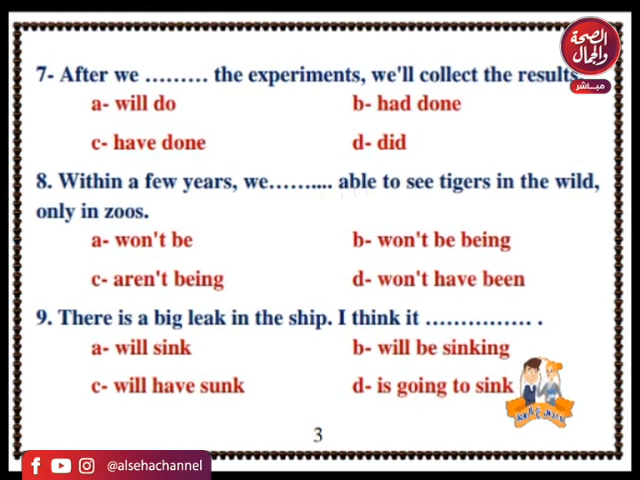 الصحة
والجمال
مباشر
7- After we ……… the experiments, we'll collect the results
a- will do b- had done
c- have done d- did
8. Within a few years, we…….... able to see tigers in the wild,
only in zoos.
a- won't be b- won't be being
c- aren't being d- won't have been
9. There is a big leak in the ship. I think it …………… .
a- will sink b- will be sinking
c- will have sunk d- is going to sink
3
@alsehachannel